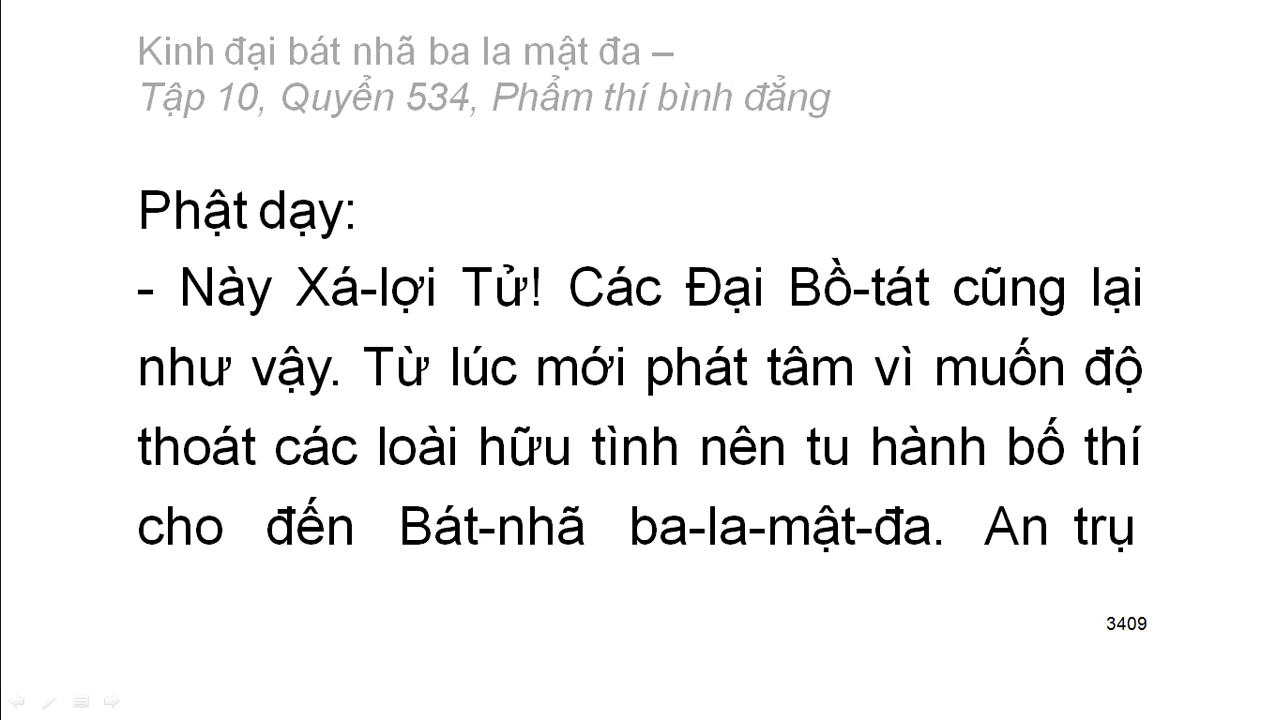 Kinh đại bát nhã ba la mật đa –
Tập 10, Quyển 534, Phẩm thí bình đẳng
Phật dạy:
- Này Xá-lợi Tử! Các Đại Bồ-tát cũng lại
như vậy. Từ lúc mới phát tâm vì muốn độ
thoát các loài hữu tình nên tu hành bố thí
cho đến Bát-nhã ba-la-mật-đa. An trụ
3409